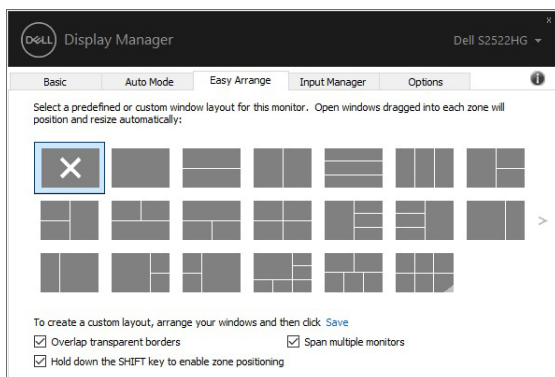 DELL Display Manager
x
Dell S2522HG
Basic Auto Mode Easy Arrange Input Manager Options
Select a predefined or custom window layout for this monitor. Open windows dragged into each zone will
position and resize automatically:
To create a custom layout, arrange your windows and then click Save
Overlap transparent borders Span multiple monitors
Hold down the SHIFT key to enable zone positioning